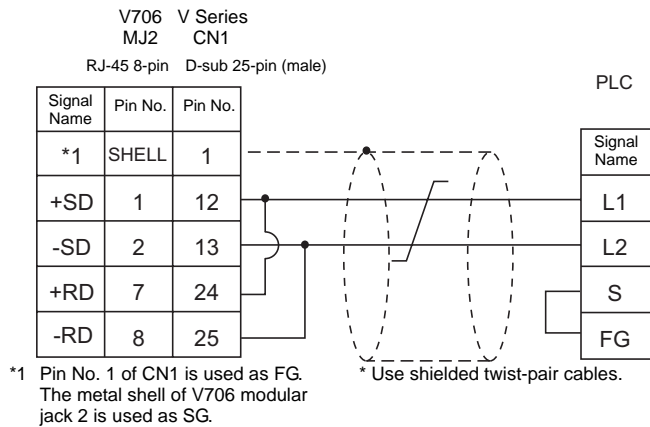 V706 V Series
MJ2 CN1
RJ-45 8-pin D-sub 25-pin (male)
PLC
Signal Name Pin No. Pin No.
Signal Name
*1 SHELL 1
+SD 1 12 L1
-SD 2 13 L2
+RD 7 24 S
-RD 8 25 FG
*1 Pin No. 1 of CN1 is used as FG.
The metal shell of V706 modular
jack 2 is used as SG.
* Use shielded twist-pair cables.